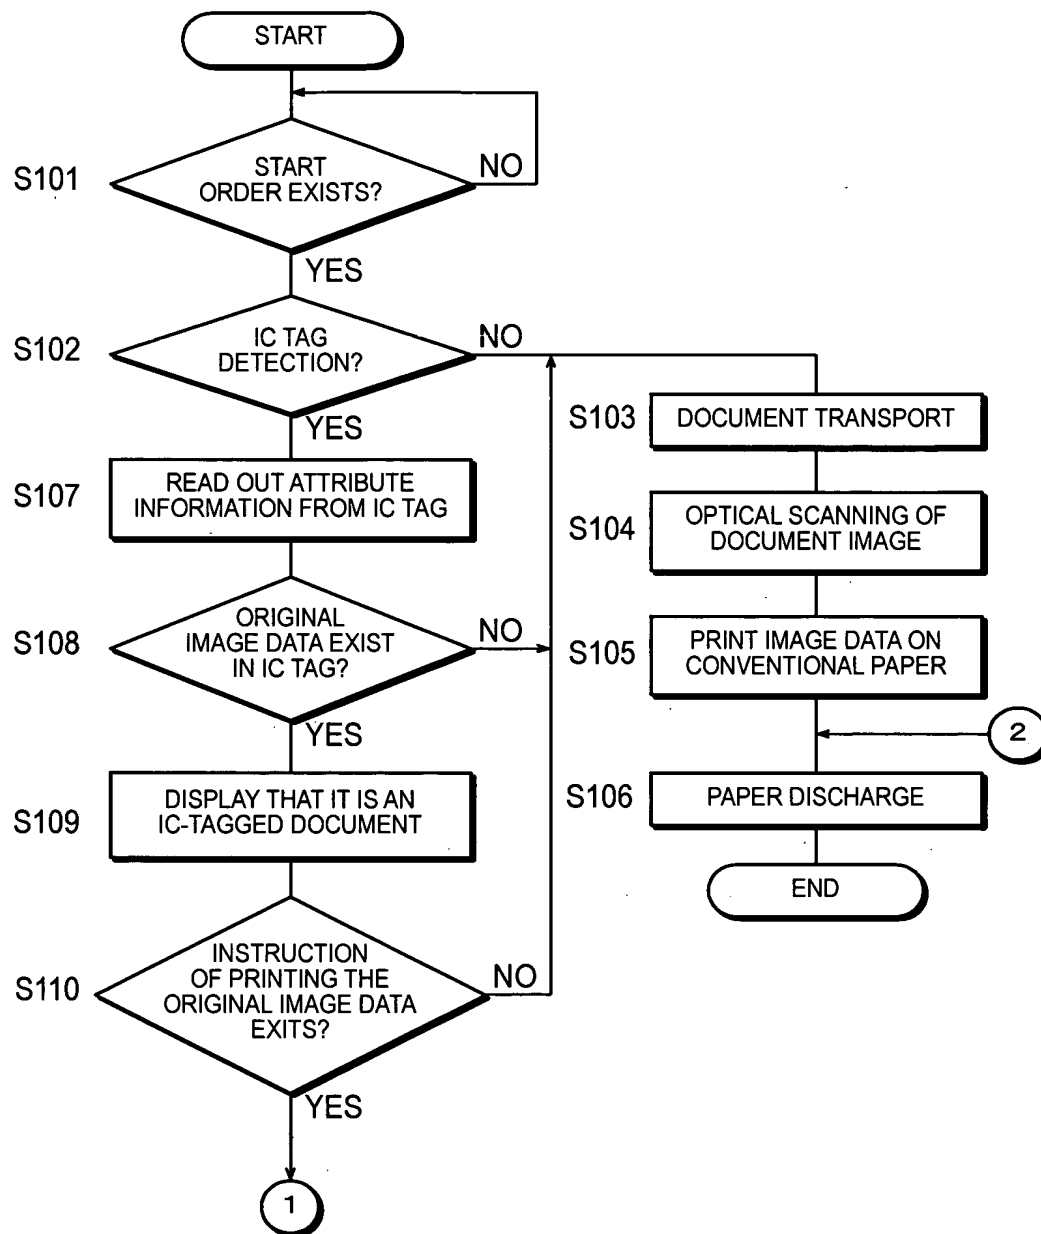 START
S101
START
ORDER EXISTS?
NO
YES
S102
IC TAG
DETECTION?
NO
YES
S107
READ OUT ATTRIBUTE
INFORMATION FROM IC TAG
S108
ORIGINAL
IMAGE DATA EXIST
IN IC TAG?
NO
YES
S109
DISPLAY THAT IT IS AN
IC-TAGGED DOCUMENT
S110
INSTRUCTION
OF PRINTING THE
ORIGINAL IMAGE DATA
EXITS?
NO
YES
1
S103
DOCUMENT TRANSPORT
S104
OPTICAL SCANNING OF
DOCUMENT IMAGE
S105
PRINT IMAGE DATA ON
CONVENTIONAL PAPER
2
S106
PAPER DISCHARGE
END